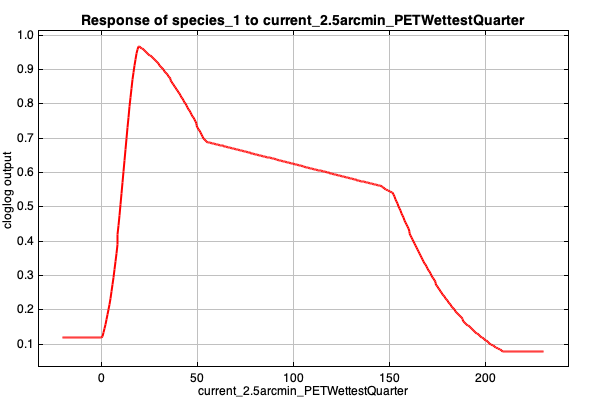 Response of species_1 to current_2.5arcmin_PETWettestQuarter
1.0
0.9
0.8
0.7
0.6
0.5
0.4
0.3
0.2
0.1
cloglog output
0 50 100 150 200
current_2.5arcmin_PETWettestQuarter